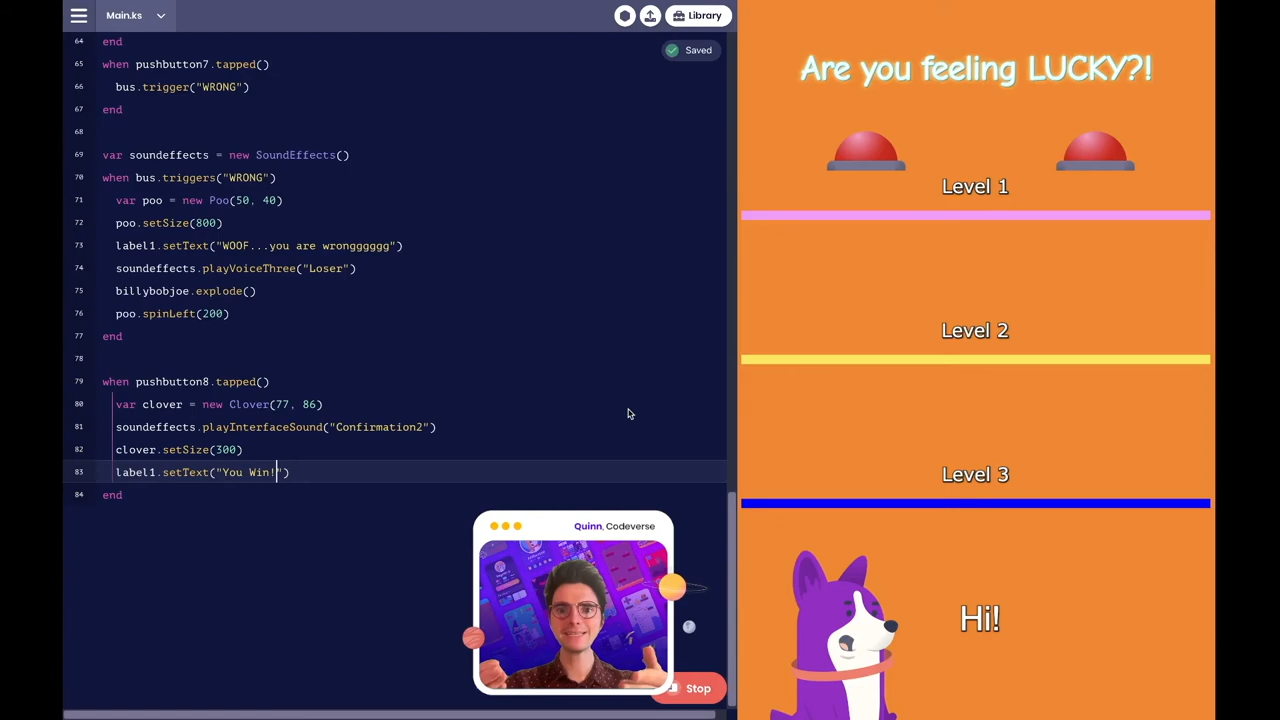 Main.ks
Library
Saved
64 end
65 when pushbutton7.tapped()
66 bus.trigger("WRONG")
67 end
68
69 var soundeffects = new SoundEffects()
70 when bus.triggers("WRONG")
71 var poo = new Poo(50, 40)
72 poo.setSize(800)
73 label1.setText("WOOF...you are wrongggggg")
74 soundeffects.playVoiceThree("Loser")
75 billybobjoe.explode()
76 poo.spinLeft(200)
77 end
78
79 when pushbutton8.tapped()
80 var clover = new Clover(77, 86)
81 soundeffects.playInterfaceSound("Confirmation2")
82 clover.setSize(300)
83 label1.setText("You Win!")
84 end
Quinn, Codeverse
Stop
Are you feeling LUCKY?!
Level 1
Level 2
Level 3
Hi!